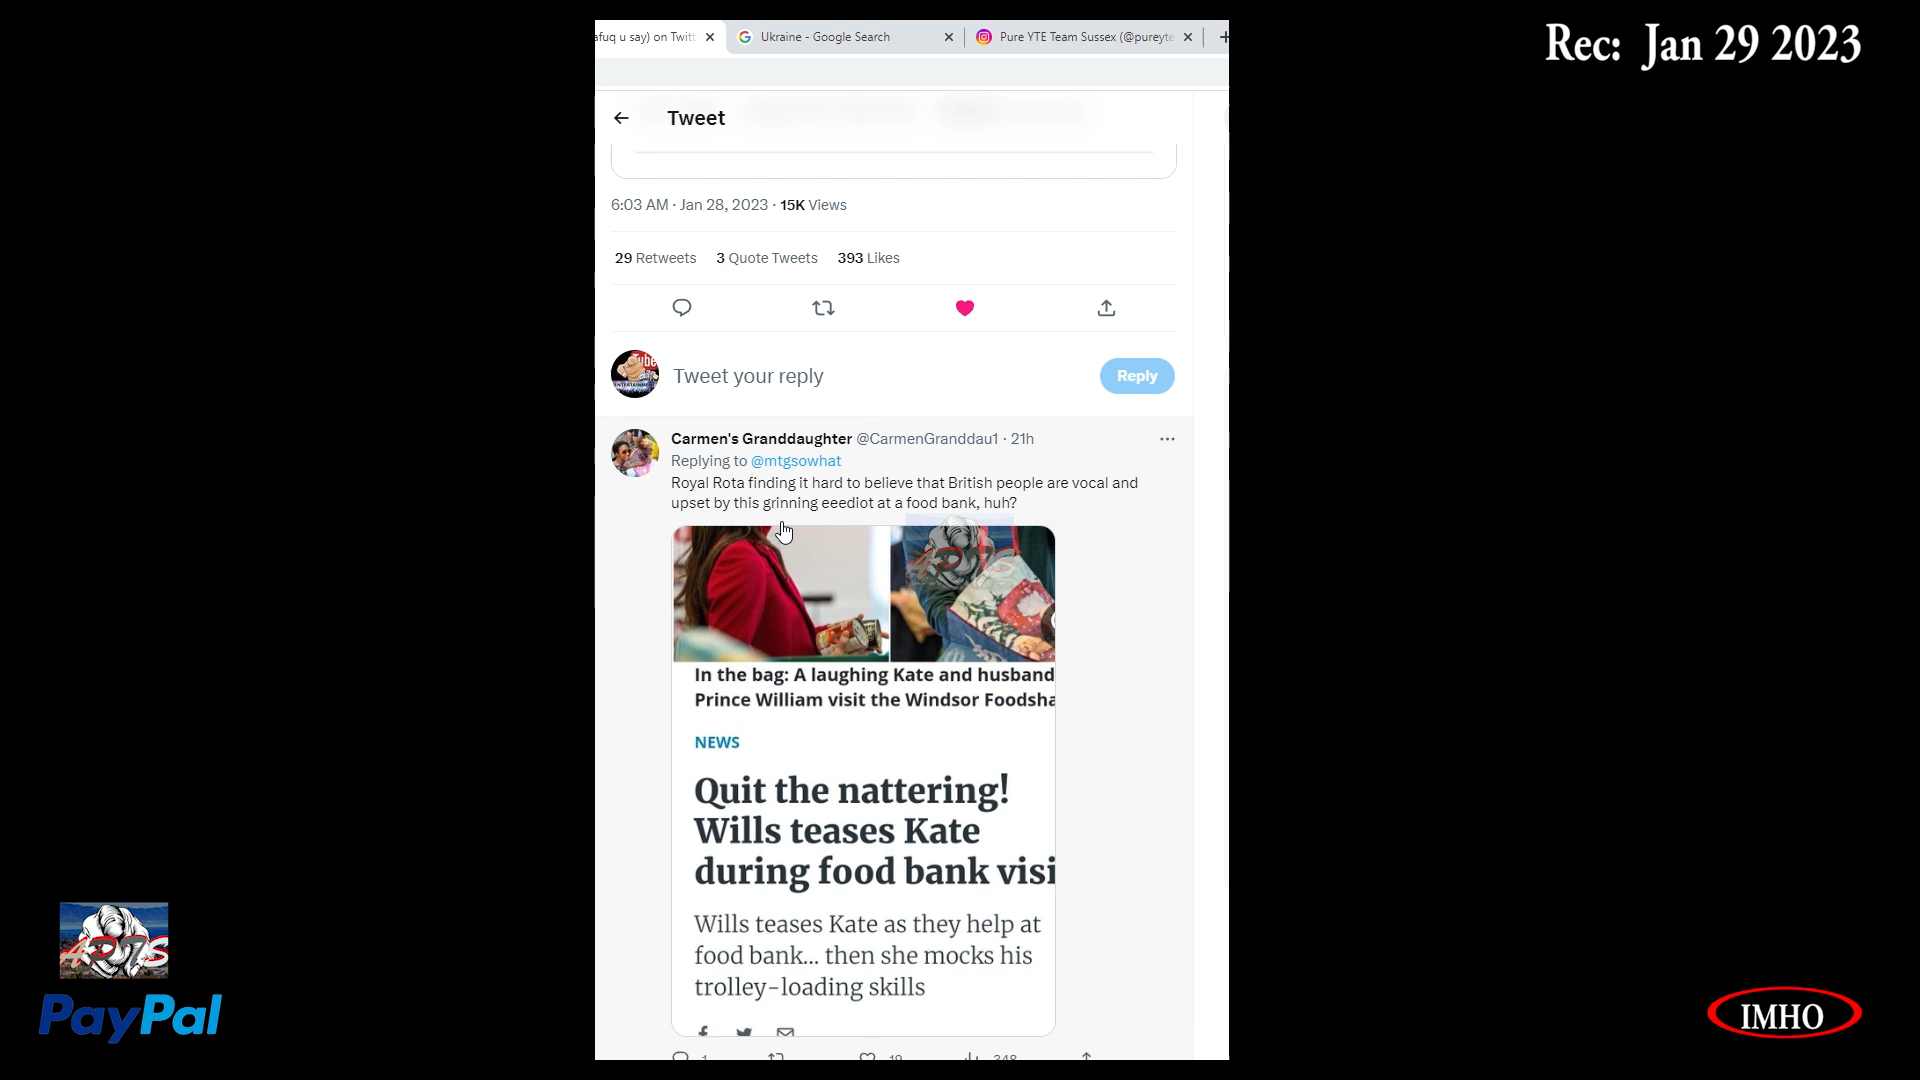 afuq u say) on Twitt
Ukraine - Google Search
Pure YTE Team Sussex (@pureyte
Rec: Jan 29 2023
Tweet
6:03 AM · Jan 28, 2023 · 15K Views
29 Retweets 3 Quote Tweets 393 Likes
Tweet your reply
Reply
Carmen's Granddaughter @CarmenGranddau1 · 21h
Replying to @mtgsowhat
Royal Rota finding it hard to believe that British people are vocal and
upset by this grinning eeediot at a food bank, huh?
In the bag: A laughing Kate and husband
Prince William visit the Windsor Foodsha
NEWS
Quit the nattering!
Wills teases Kate
during food bank visi
Wills teases Kate as they help at
food bank... then she mocks his
trolley-loading skills
1 19 348
PayPal
IMHO